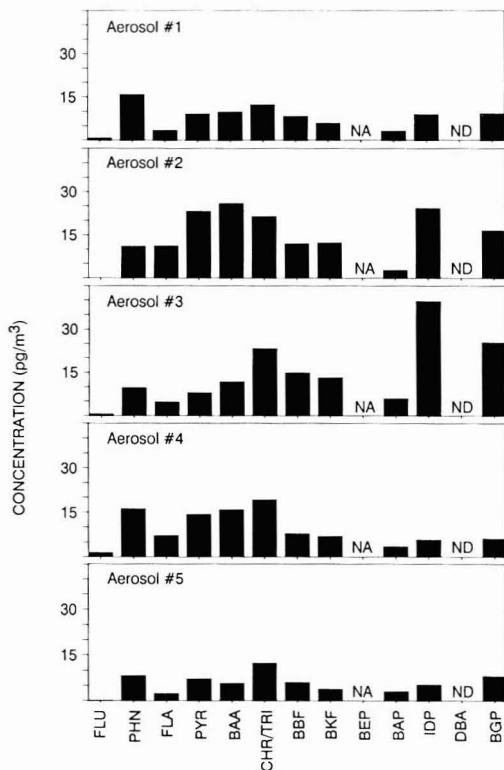 CONCENTRATION (pg/m³)
Aerosol #1
30
15
NA
ND
Aerosol #2
30
15
NA
ND
Aerosol #3
30
15
NA
ND
Aerosol #4
30
15
NA
ND
Aerosol #5
30
15
NA
ND
FLU
PHN
FLA
PYR
BAA
CHR/TRI
BBF
BKF
BEP
BAP
IDP
DBA
BGP